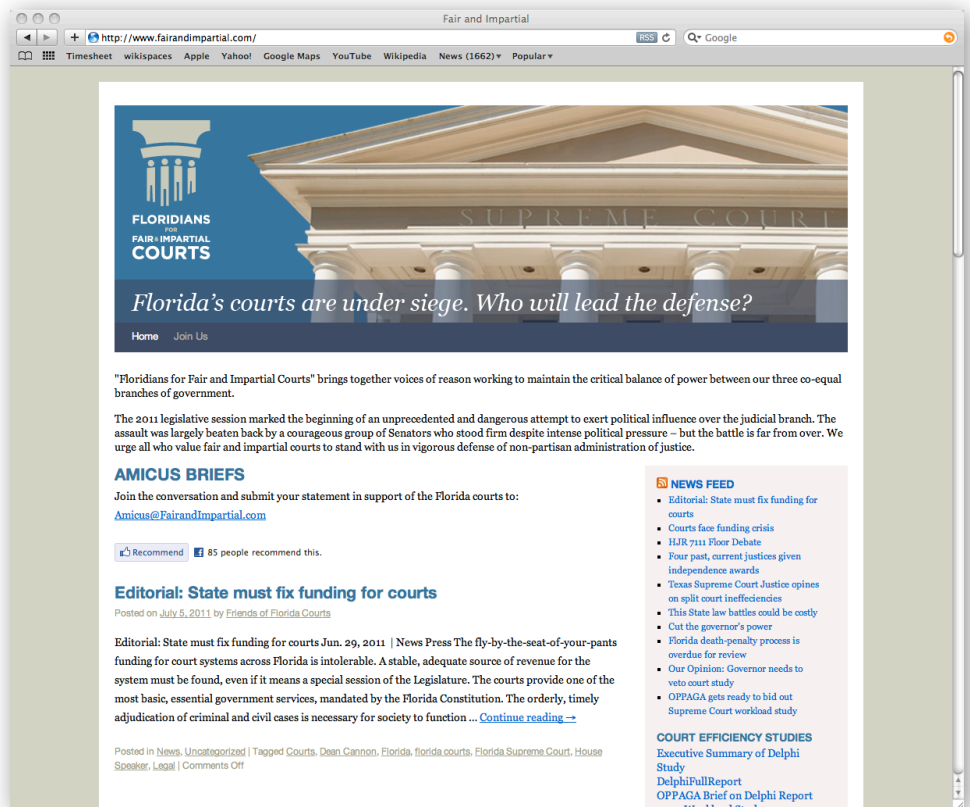 Fair and Impartial
http://www.fairandimpartial.com/
RSS
Google
Timesheet wikispaces Apple Yahoo! Google Maps YouTube Wikipedia News (1662)▾ Popular▾
FLORIDIANS
FOR
FAIR & IMPARTIAL
COURTS
SUPREME COURT
Florida's courts are under siege. Who will lead the defense?
Home Join Us
"Floridians for Fair and Impartial Courts" brings together voices of reason working to maintain the critical balance of power between our three co-equal
branches of government.
The 2011 legislative session marked the beginning of an unprecedented and dangerous attempt to exert political influence over the judicial branch. The
assault was largely beaten back by a courageous group of Senators who stood firm despite intense political pressure – but the battle is far from over. We
urge all who value fair and impartial courts to stand with us in vigorous defense of non-partisan administration of justice.
AMICUS BRIEFS
Join the conversation and submit your statement in support of the Florida courts to:
Amicus@FairandImpartial.com
Recommend 85 people recommend this.
Editorial: State must fix funding for courts
Posted on July 5, 2011 by Friends of Florida Courts
Editorial: State must fix funding for courts Jun. 29, 2011 | News Press The fly-by-the-seat-of-your-pants
funding for court systems across Florida is intolerable. A stable, adequate source of revenue for the
system must be found, even if it means a special session of the Legislature. The courts provide one of the
most basic, essential government services, mandated by the Florida Constitution. The orderly, timely
adjudication of criminal and civil cases is necessary for society to function ... Continue reading →
Posted in News, Uncategorized | Tagged Courts, Dean Cannon, Florida, florida courts, Florida Supreme Court, House
Speaker, Legal | Comments Off
NEWS FEED
Editorial: State must fix funding for
courts
Courts face funding crisis
HJR 7111 Floor Debate
Four past, current justices given
independence awards
Texas Supreme Court Justice opines
on split court ineffeciencies
This State law battles could be costly
Cut the governor's power
Florida death-penalty process is
overdue for review
Our Opinion: Governor needs to
veto court study
OPPAGA gets ready to bid out
Supreme Court workload study
COURT EFFICIENCY STUDIES
Executive Summary of Delphi
Study
DelphiFullReport
OPPAGA Brief on Delphi Report